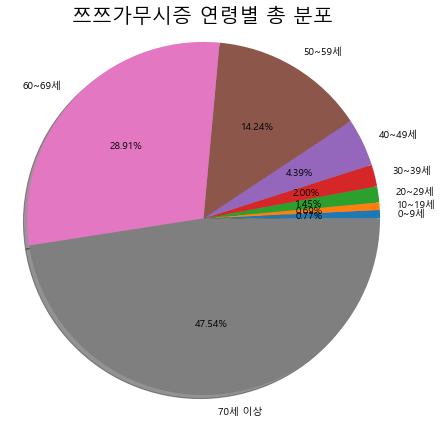 쯔쯔가무시증 연령별 총 분포
50~59세
60~69세
14.24%
40~49세
28.91%
4.39%
30~39세
2.00%
20~29세
1.45%
10~19세
0~9세
0.77%
47.54%
70세 이상